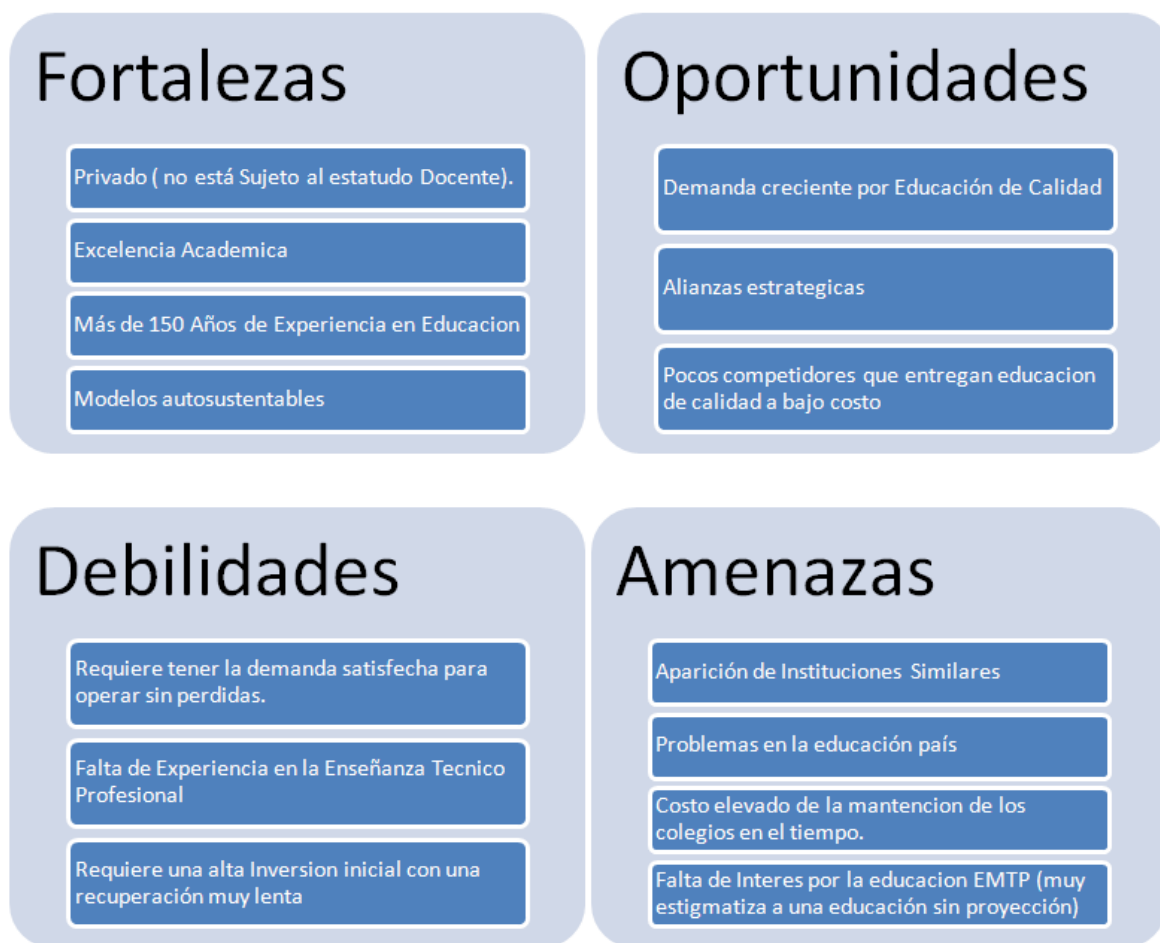 Fortalezas
Privado ( no está Sujeto al estatudo Docente).
Excelencia Academica
Más de 150 Años de Experiencia en Educacion
Modelos autosustentables
Oportunidades
Demanda creciente por Educación de Calidad
Alianzas estrategicas
Pocos competidores que entregan educacion
de calidad a bajo costo
Debilidades
Requiere tener la demanda satisfecha para
operar sin perdidas.
Falta de Experiencia en la Enseñanza Tecnico
Profesional
Requiere una alta Inversion inicial con una
recuperación muy lenta
Amenazas
Aparición de Instituciones Similares
Problemas en la educación país
Costo elevado de la mantencion de los
colegios en el tiempo.
Falta de Interes por la educacion EMTP (muy
estigmatiza a una educación sin proyección)